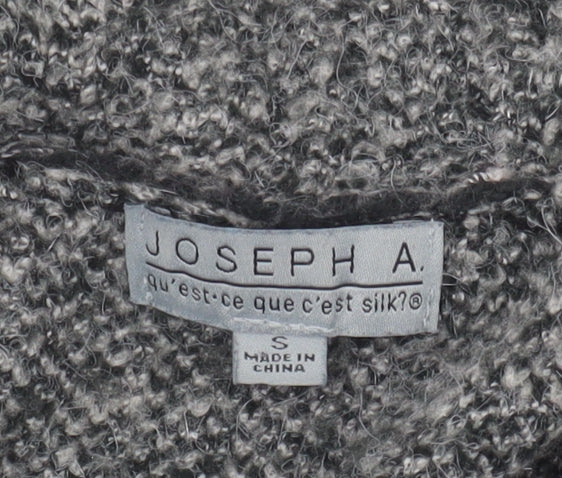 JOSEPH A.
qu'est·ce que c'est silk?®
S
MADE IN
CHINA